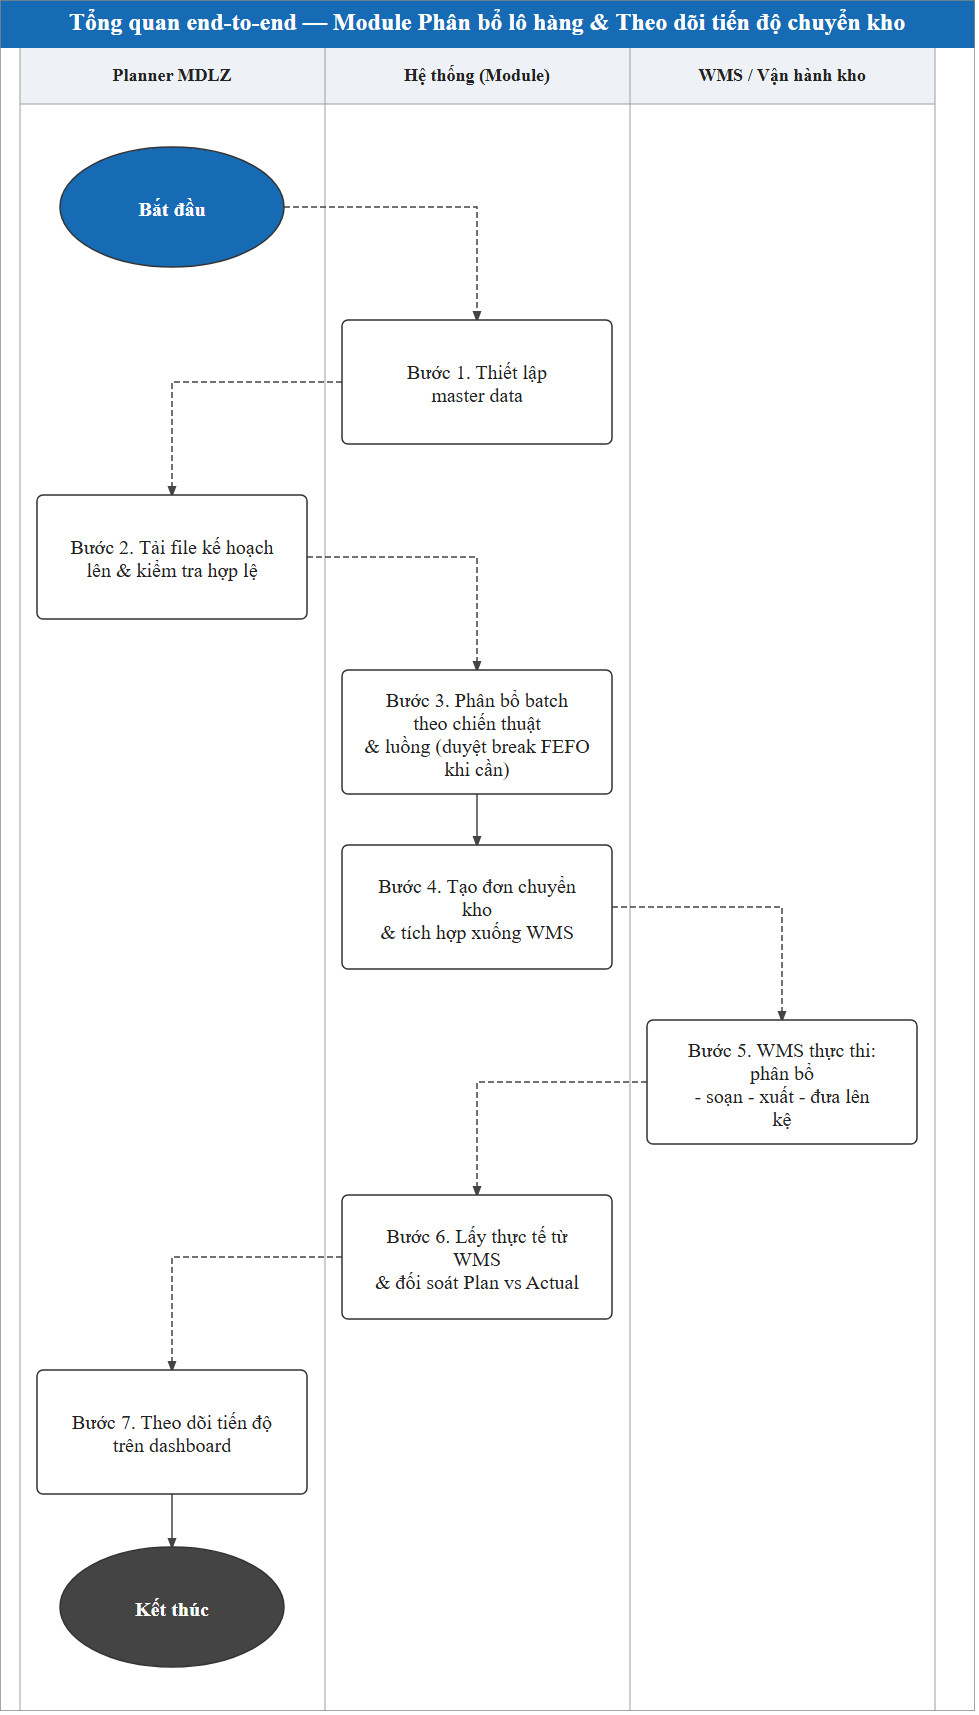 Tổng quan end-to-end — Module Phân bổ lô hàng & Theo dõi tiến độ chuyển kho
Planner MDLZ
Hệ thống (Module)
WMS / Vận hành kho
Bắt đầu
Bước 1. Thiết lập
master data
Bước 2. Tải file kế hoạch
lên & kiểm tra hợp lệ
Bước 3. Phân bổ batch
theo chiến thuật
& luồng (duyệt break FEFO
khi cần)
Bước 4. Tạo đơn chuyển
kho
& tích hợp xuống WMS
Bước 5. WMS thực thi:
phân bổ
- soạn - xuất - đưa lên
kệ
Bước 6. Lấy thực tế từ
WMS
& đối soát Plan vs Actual
Bước 7. Theo dõi tiến độ
trên dashboard
Kết thúc